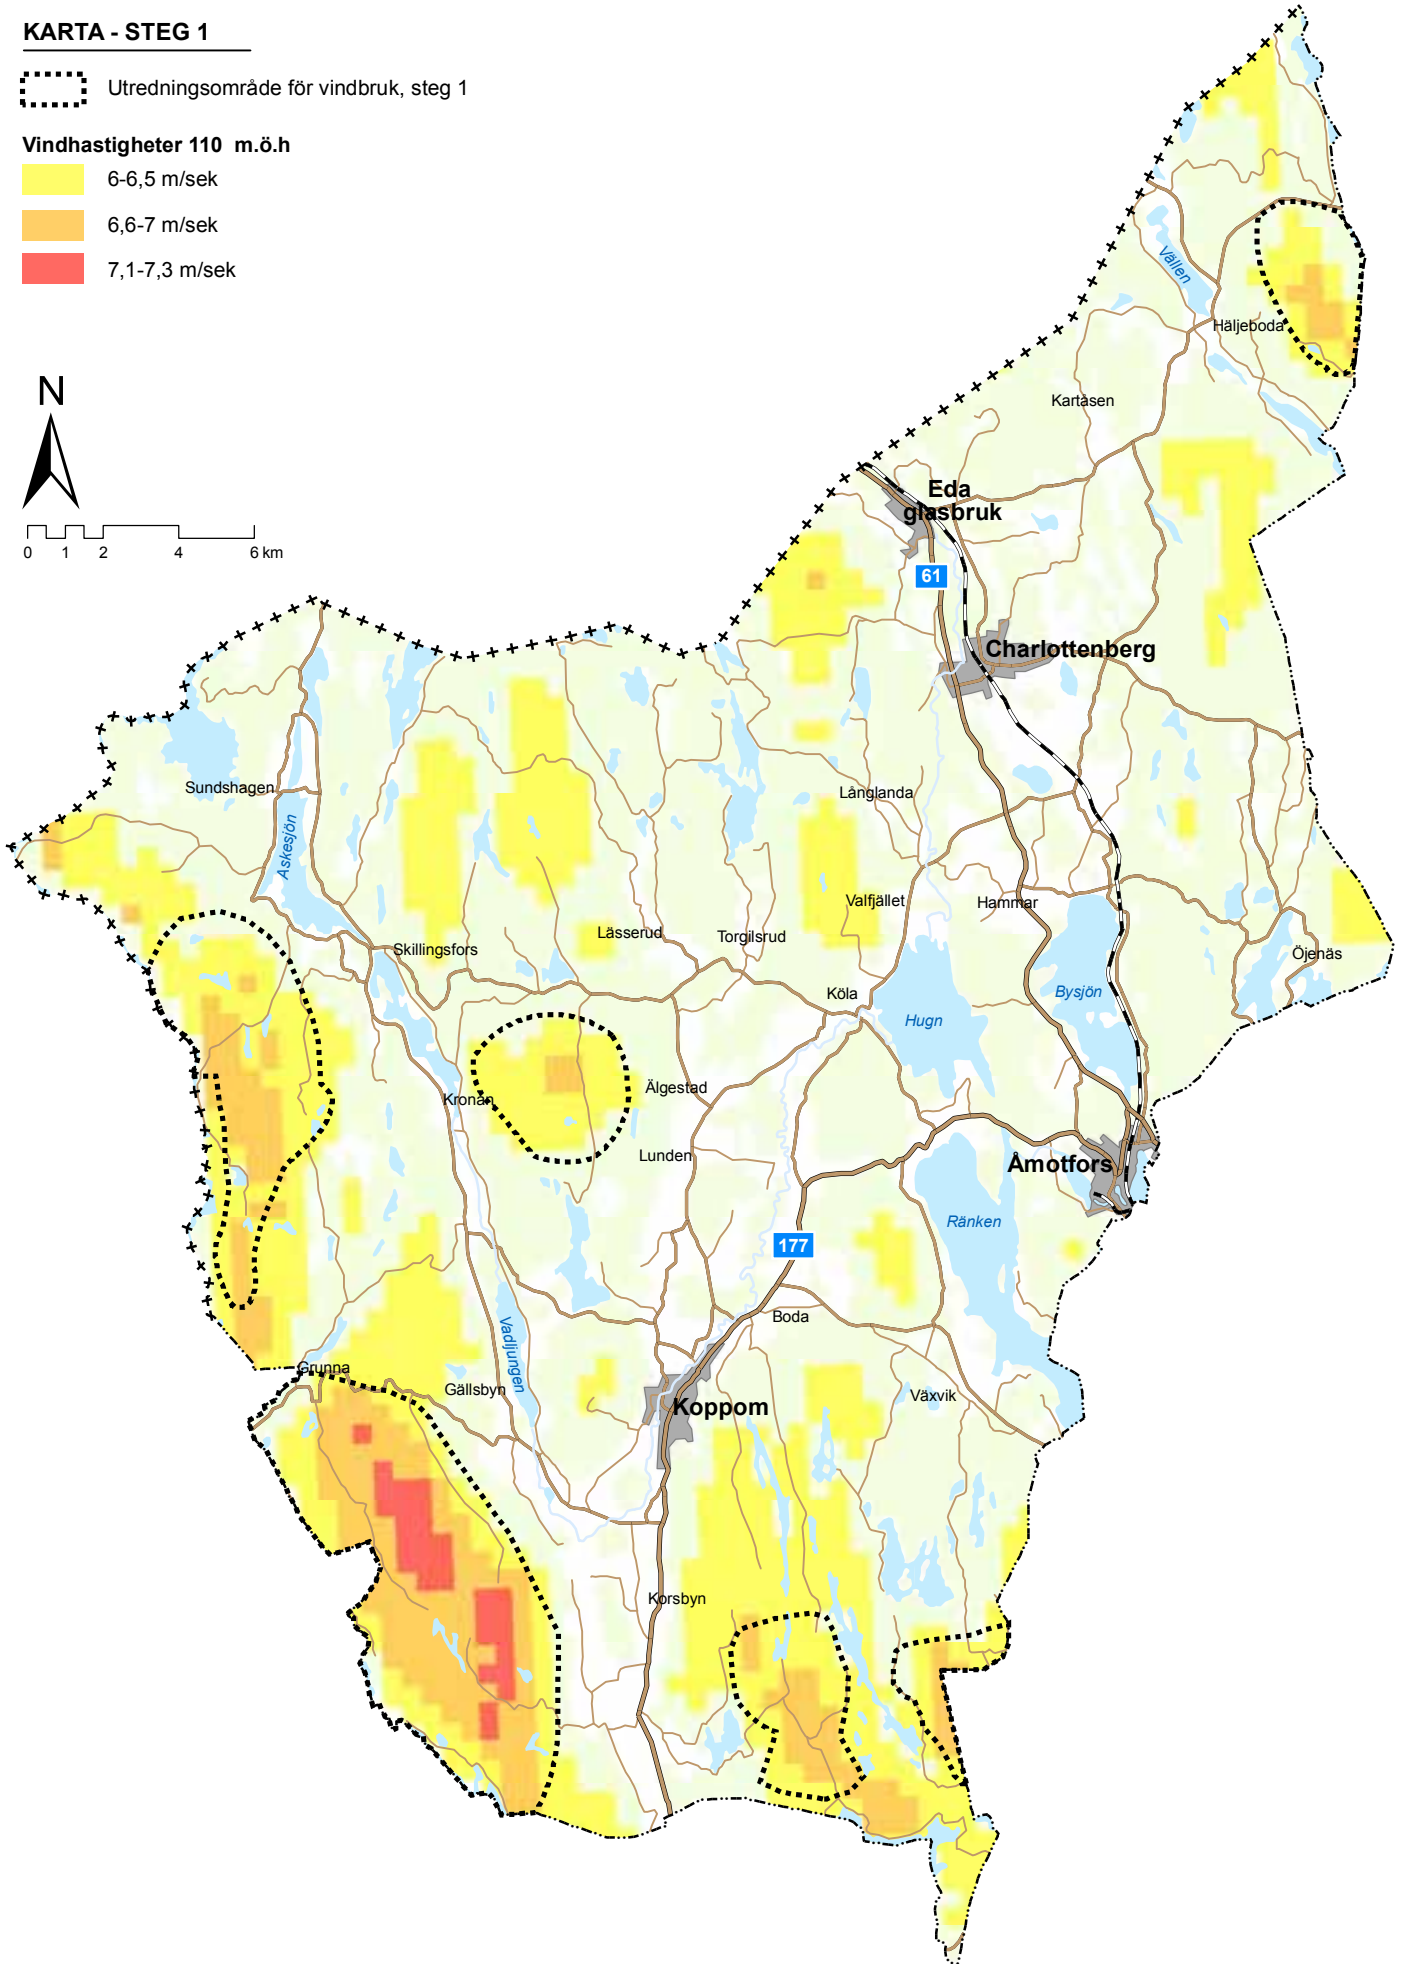 KARTA - STEG 1
Utredningsområde för vindbruk, steg 1
Vindhastigheter 110 m.ö.h
6-6,5 m/sek
6,6-7 m/sek
7,1-7,3 m/sek
N
0 1 2 4 6 km
Vällen
Häljeboda
Kartåsen
Eda
glasbruk
61
Charlottenberg
Sundshagen
Långlanda
Askesjön
Valfjället
Hammar
Lässerud
Torgilsrud
Skillingsfors
Öjenäs
Köla
Bysjön
Hugn
Älgestad
Kronan
Lunden
Åmotfors
Ränken
177
Boda
Vadljungen
Grunna
Gällsbyn
Växvik
Koppom
Korsbyn